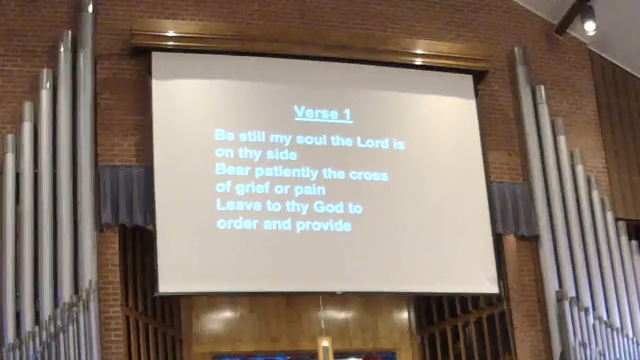 Verse 1
Be still my soul the Lord is
on thy side
Bear patiently the cross
of grief or pain
Leave to thy God to
order and provide